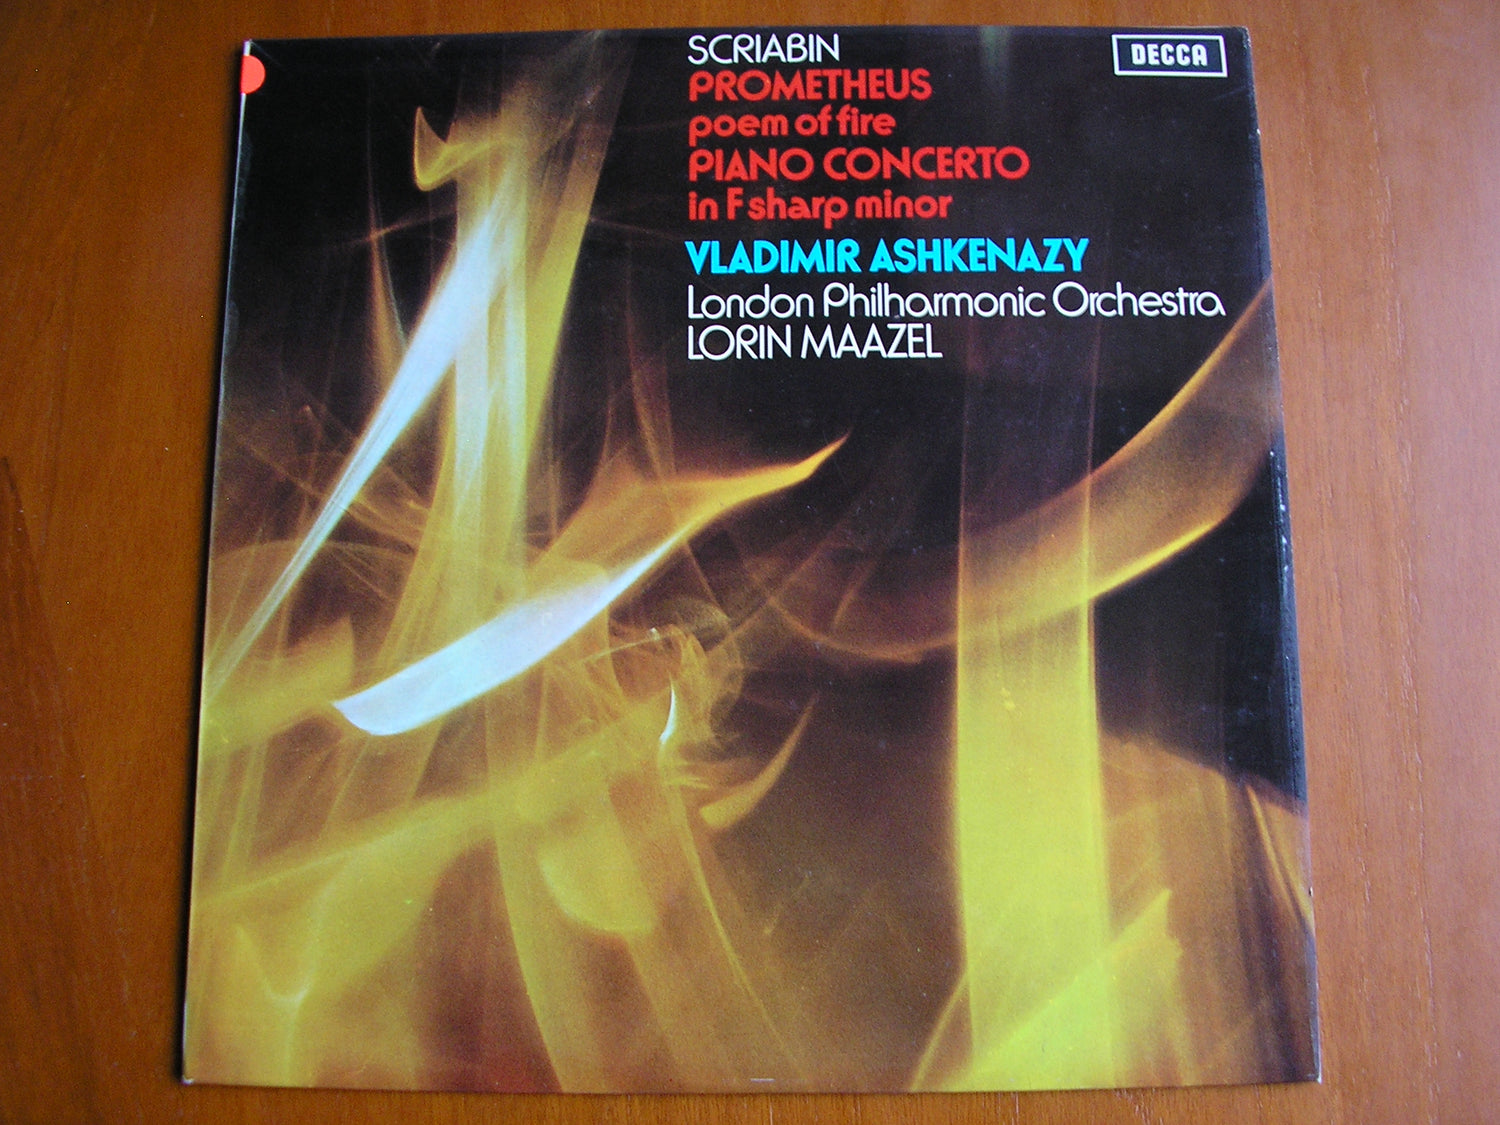 SCRIABIN
DECCA
PROMETHEUS
poem of fire
PIANO CONCERTO
in F sharp minor
VLADIMIR ASHKENAZY
London Philharmonic Orchestra
LORIN MAAZEL